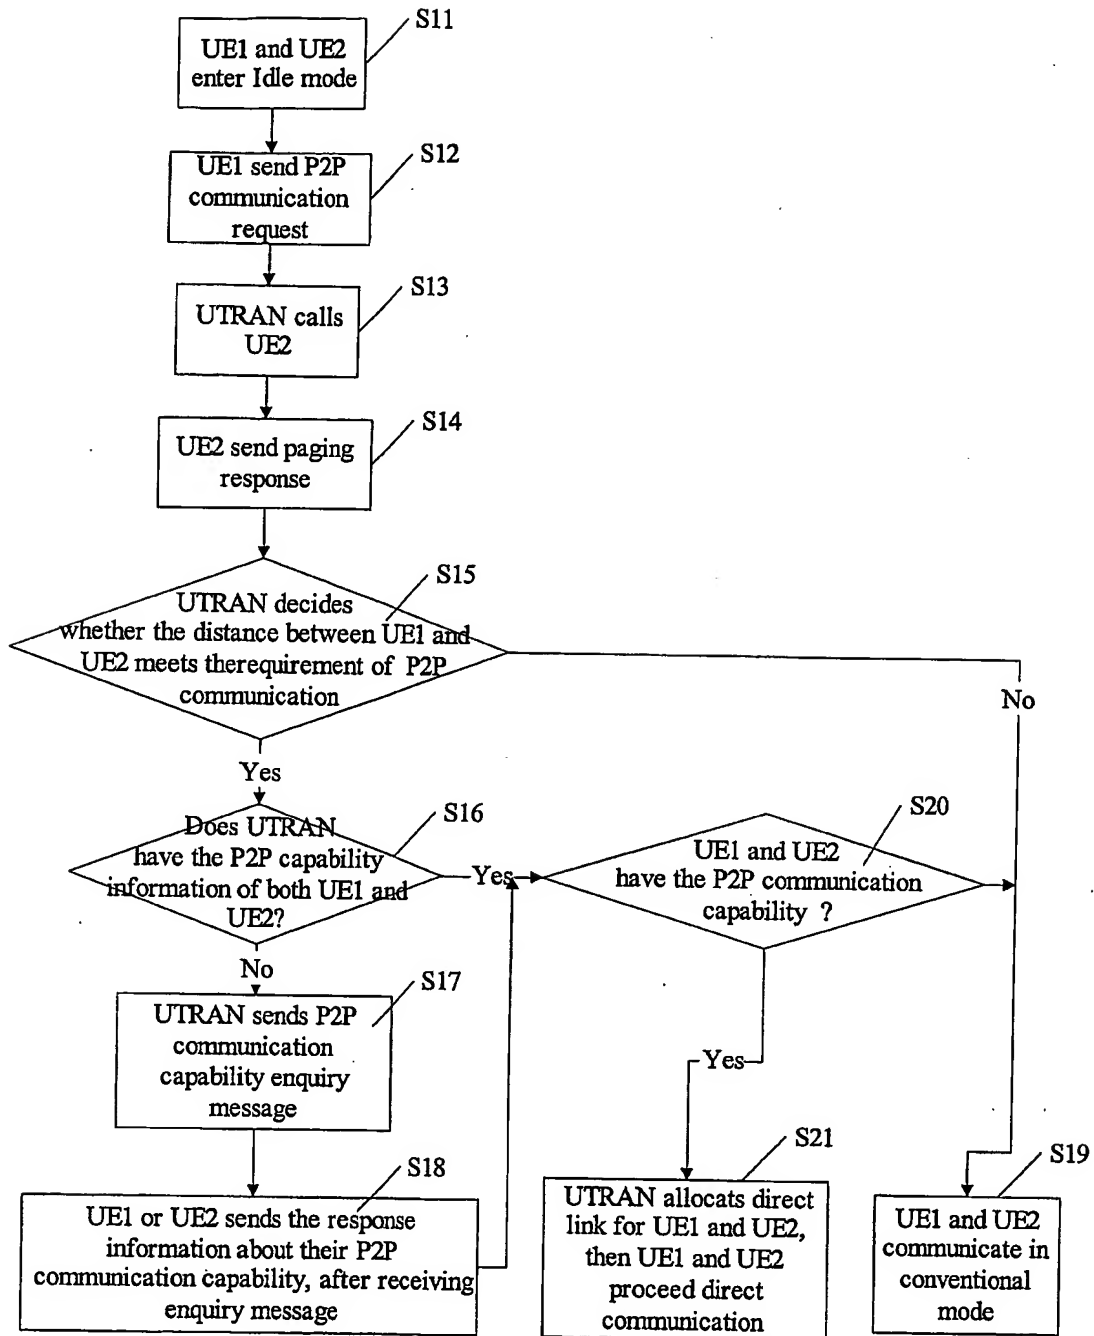 S11
UE1 and UE2
enter Idle mode
S12
UE1 send P2P
communication
request
S13
UTRAN calls
UE2
S14
UE2 send paging
response
S15
UTRAN decides
whether the distance between UE1 and
UE2 meets therequirement of P2P
communication
No
Yes
S16
Does UTRAN
have the P2P capability
information of both UE1 and
UE2?
Yes
S20
UE1 and UE2
have the P2P communication
capability ?
No
S17
UTRAN sends P2P
communication
capability enquiry
message
Yes
S18
UE1 or UE2 sends the response
information about their P2P
communication capability, after receiving
enquiry message
S21
UTRAN allocats direct
link for UE1 and UE2,
then UE1 and UE2
proceed direct
communication
S19
UE1 and UE2
communicate in
conventional
mode